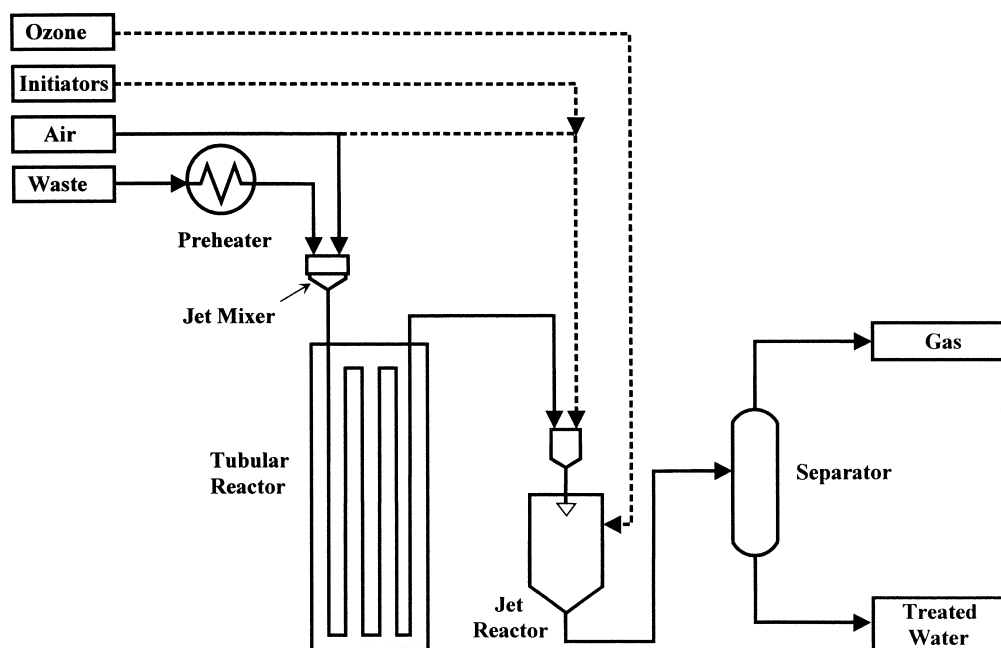 Ozone
Initiators
Air
Waste
Preheater
Jet Mixer
Gas
Tubular
Reactor
Separator
Jet
Reactor
Treated
Water